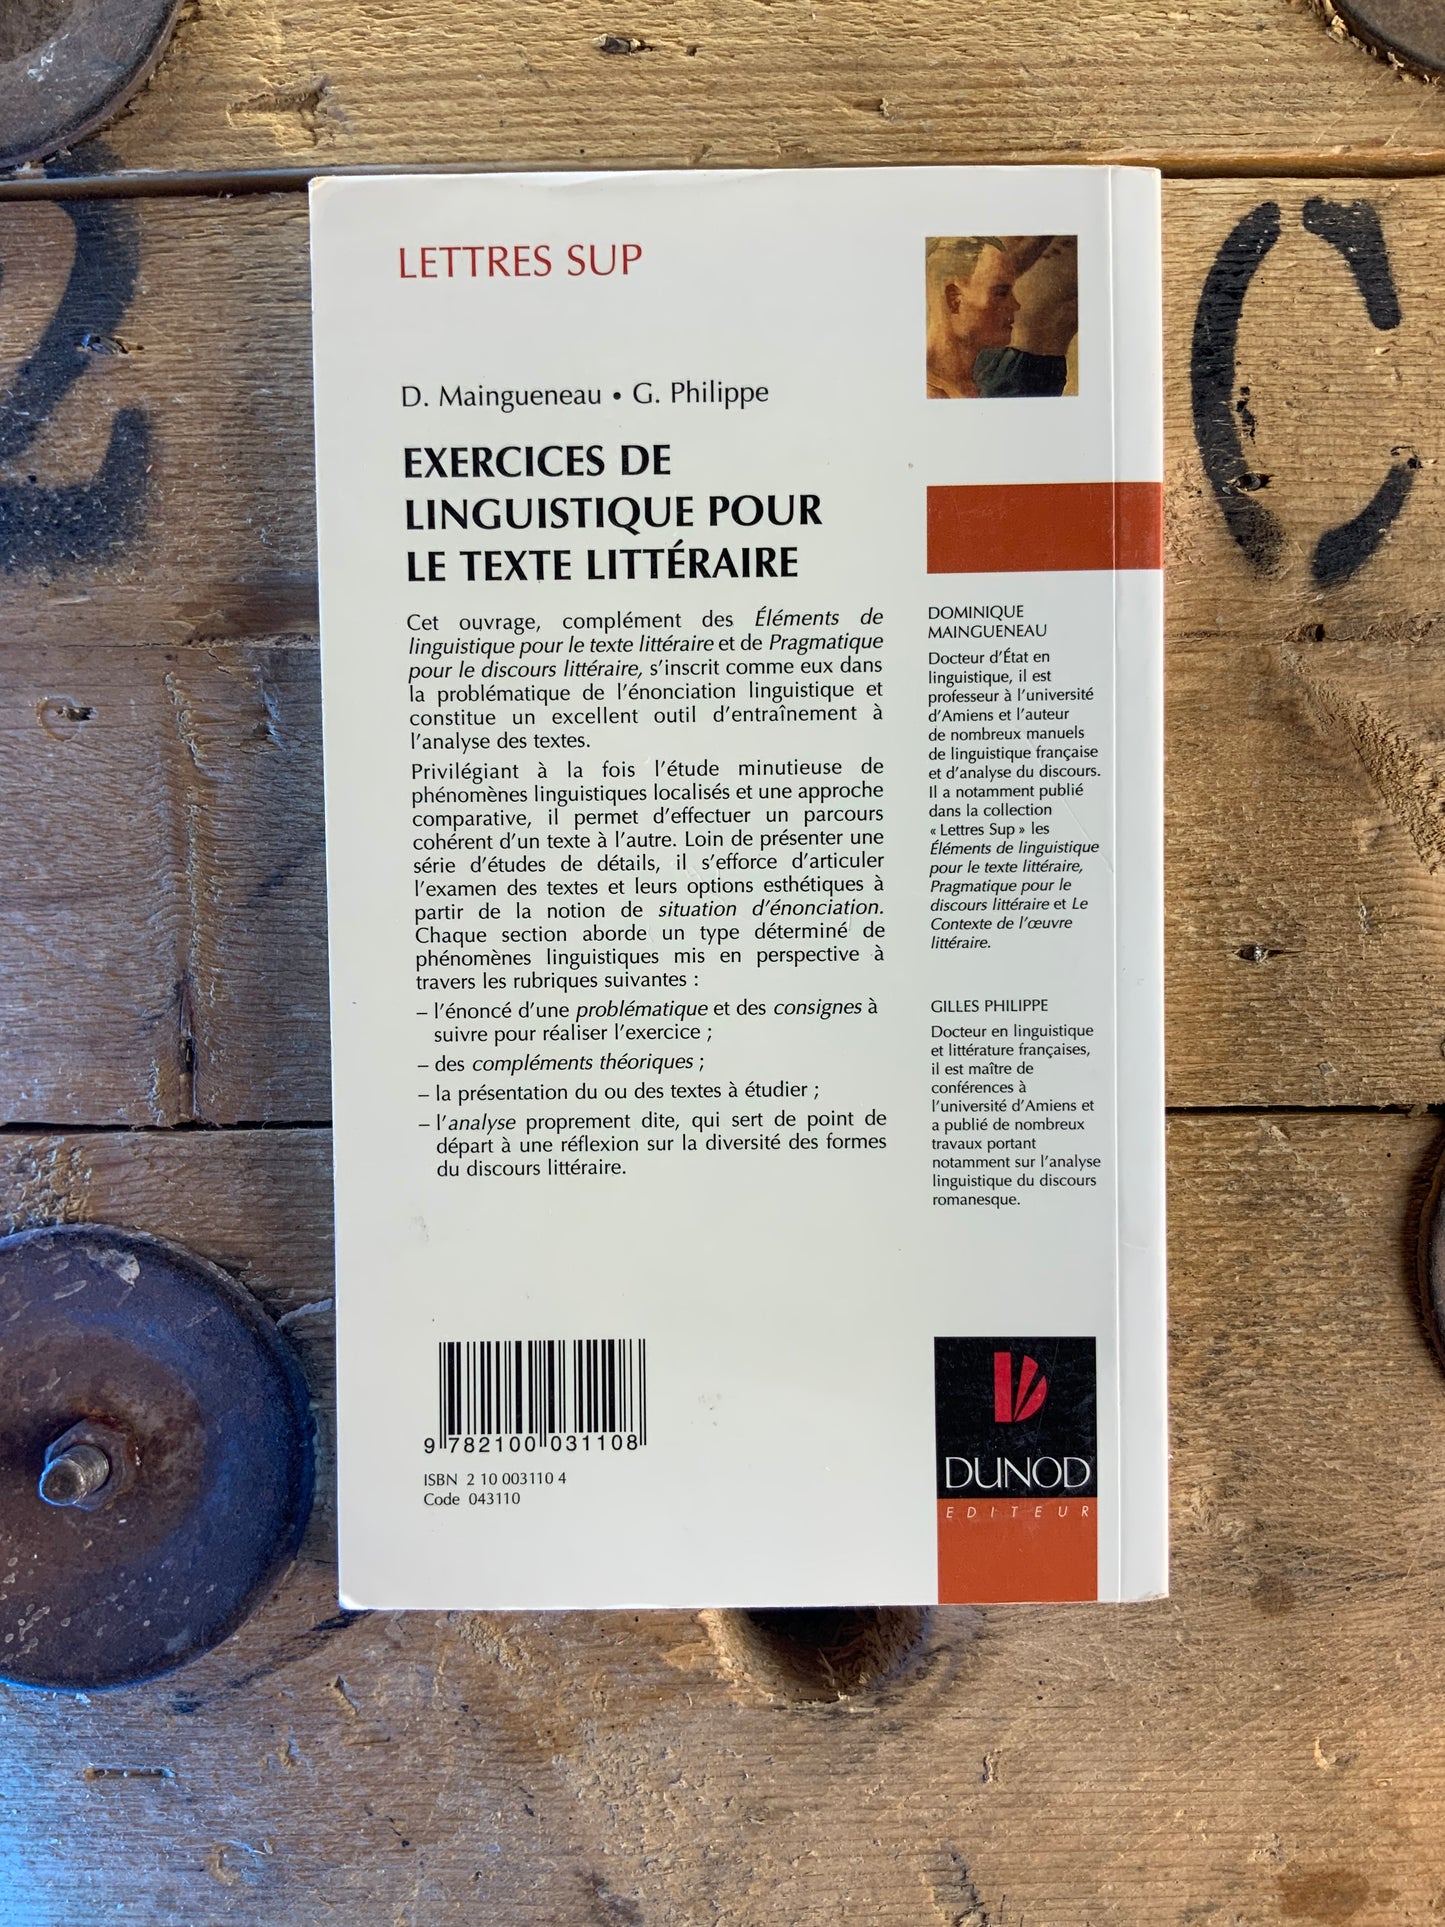 LETTRES SUP
D. Maingueneau • G. Philippe
EXERCICES DE
LINGUISTIQUE POUR
LE TEXTE LITTÉRAIRE
Cet ouvrage, complément des Éléments de
linguistique pour le texte littéraire et de Pragmatique
pour le discours littéraire, s'inscrit comme eux dans
la problématique de l'énonciation linguistique et
constitue un excellent outil d'entraînement à
l'analyse des textes.
Privilégiant à la fois l'étude minutieuse de
phénomènes linguistiques localisés et une approche
comparative, il permet d'effectuer un parcours
cohérent d'un texte à l'autre. Loin de présenter une
série d'études de détails, il s'efforce d'articuler
l'examen des textes et leurs options esthétiques à
partir de la notion de situation d'énonciation.
Chaque section aborde un type déterminé de
phénomènes linguistiques mis en perspective à
travers les rubriques suivantes :
– l'énoncé d'une problématique et des consignes à
suivre pour réaliser l'exercice ;
– des compléments théoriques ;
– la présentation du ou des textes à étudier ;
– l'analyse proprement dite, qui sert de point de
départ à une réflexion sur la diversité des formes
du discours littéraire.
DOMINIQUE
MAINGUENEAU
Docteur d'État en
linguistique, il est
professeur à l'université
d'Amiens et l'auteur
de nombreux manuels
de linguistique française
et d'analyse du discours.
Il a notamment publié
dans la collection
« Lettres Sup » les
Éléments de linguistique
pour le texte littéraire,
Pragmatique pour le
discours littéraire et Le
Contexte de l'œuvre
littéraire.
GILLES PHILIPPE
Docteur en linguistique
et littérature françaises,
il est maître de
conférences à
l'université d'Amiens et
a publié de nombreux
travaux portant
notamment sur l'analyse
linguistique du discours
romanesque.
9 782100 031108
ISBN 2 10 003110 4
Code 043110
DUNOD
EDITEUR
C